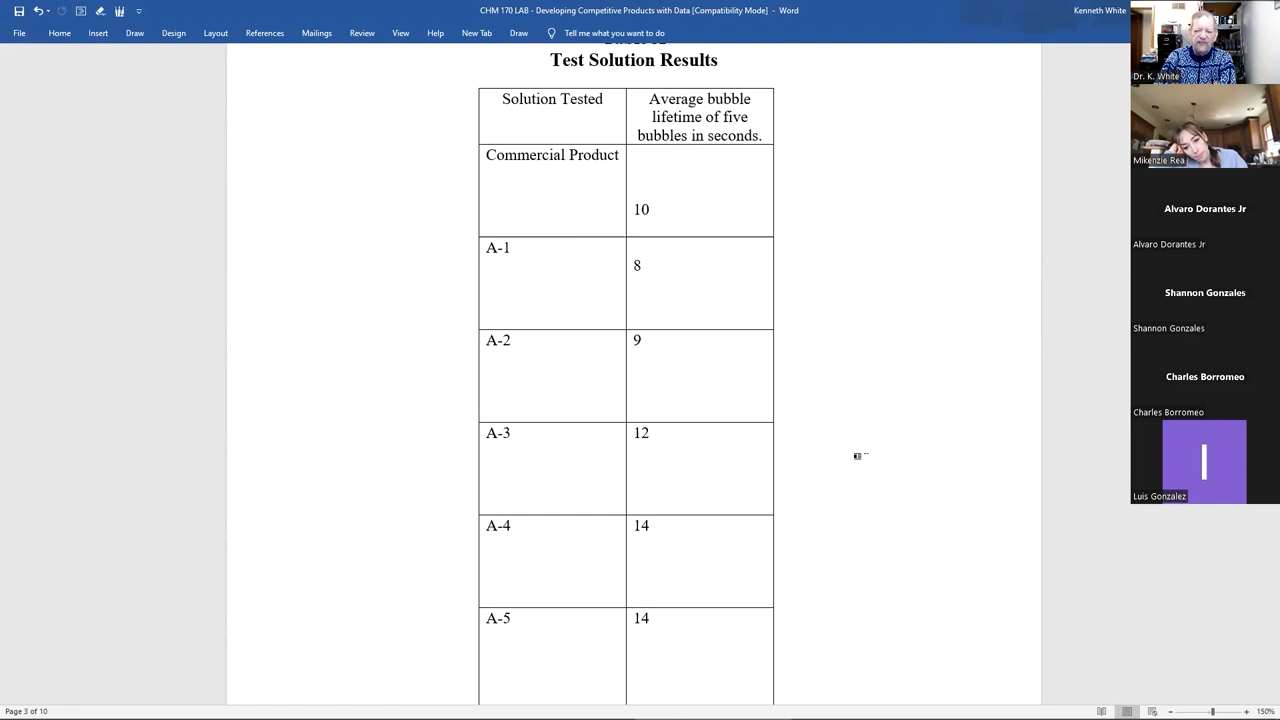 CHM 170 LAB - Developing Competitive Products with Data [Compatibility Mode] - Word
Kenneth White
File Home Insert Draw Design Layout References Mailings Review View Help New Tab Draw Tell me what you want to do
Test Solution Results
Solution Tested
Average bubble
lifetime of five
bubbles in seconds.
Commercial Product
10
A-1
8
A-2
9
A-3
12
A-4
14
A-5
14
Dr. K. White
Mikenzie Rea
Alvaro Dorantes Jr
Alvaro Dorantes Jr
Shannon Gonzales
Shannon Gonzales
Charles Borromeo
Charles Borromeo
I
Luis Gonzalez
Page 3 of 10
150%